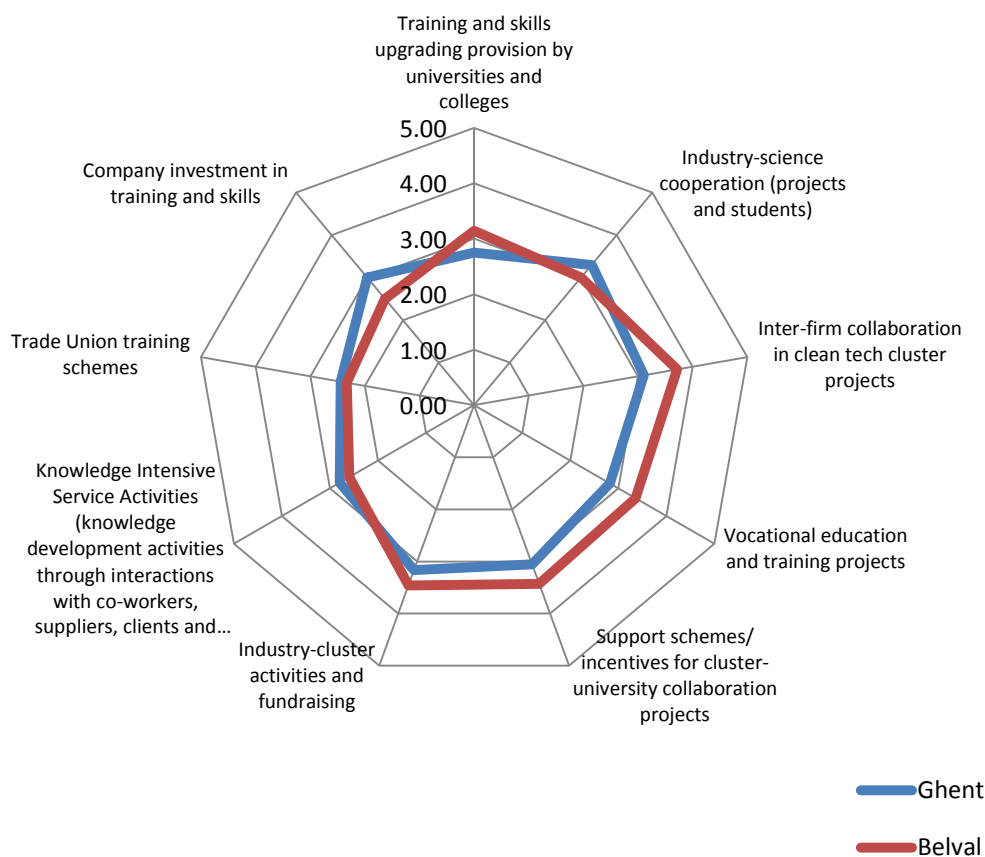 Training and skills
upgrading provision by
universities and
colleges
5.00
4.00
3.00
2.00
1.00
0.00
Industry-science
cooperation (projects
and students)
Inter-firm collaboration
in clean tech cluster
projects
Vocational education
and training projects
Support schemes/
incentives for cluster-
university collaboration
projects
Industry-cluster
activities and
fundraising
Knowledge Intensive
Service Activities
(knowledge
development activities
through interactions
with co-workers,
suppliers, clients and...
Trade Union training
schemes
Company investment in
training and skills
Ghent
Belval